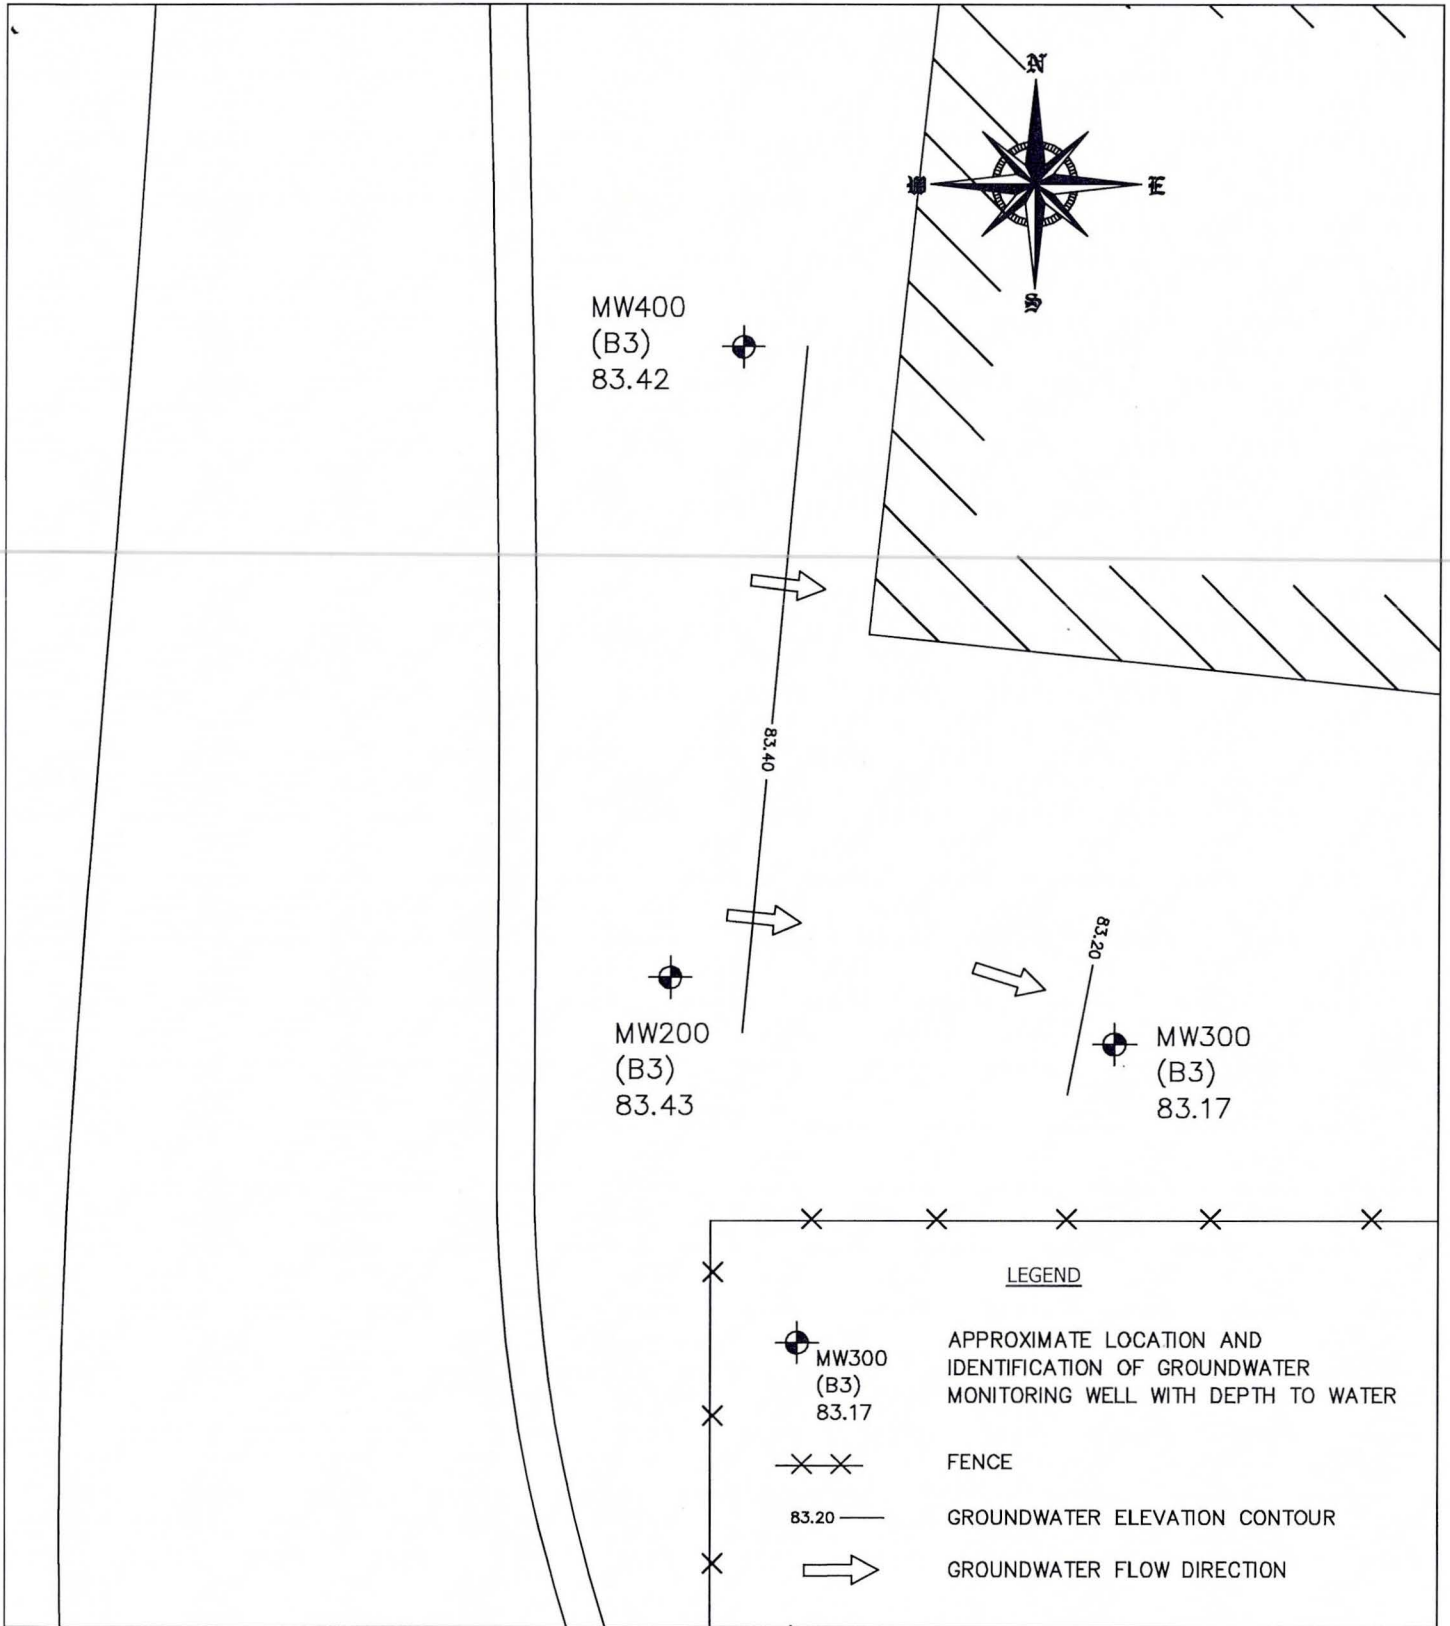 N
W
E
S
MW400
(B3)
83.42
83.40
83.20
MW200
(B3)
83.43
MW300
(B3)
83.17
LEGEND
MW300
(B3)
83.17
APPROXIMATE LOCATION AND
IDENTIFICATION OF GROUNDWATER
MONITORING WELL WITH DEPTH TO WATER
FENCE
83.20
GROUNDWATER ELEVATION CONTOUR
GROUNDWATER FLOW DIRECTION